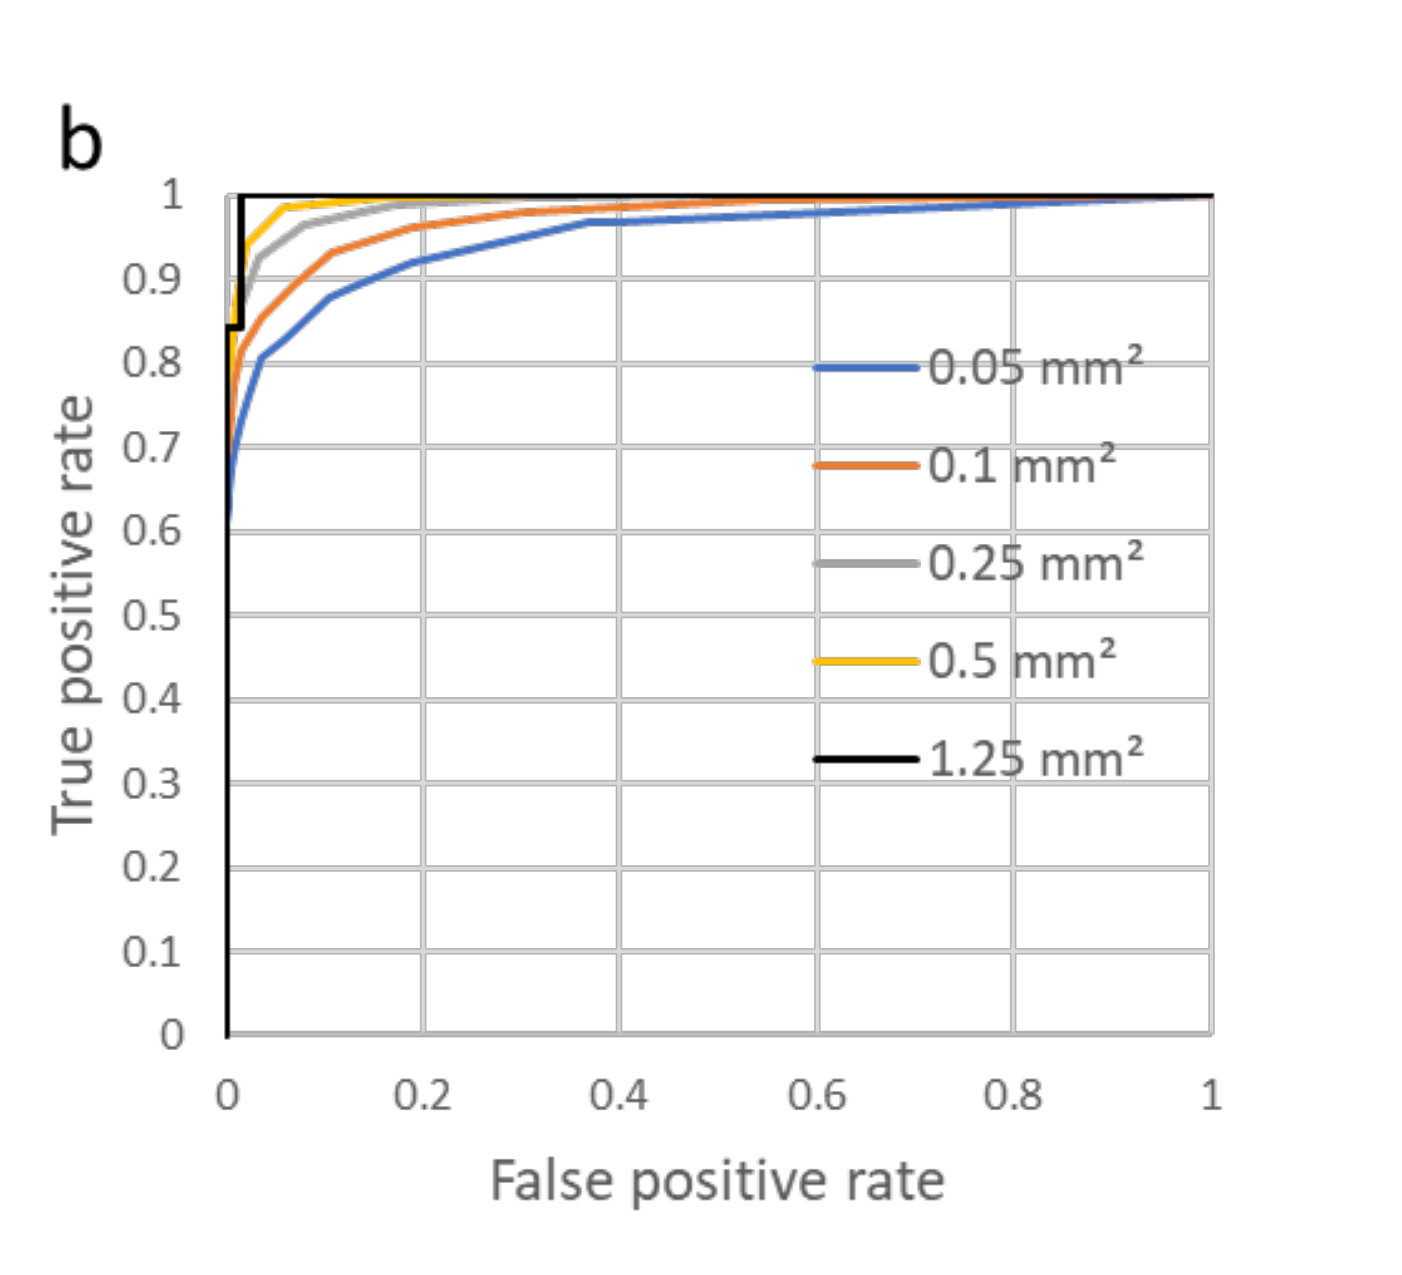 b
1
0.9
0.8
0.7
0.6
0.5
0.4
0.3
0.2
0.1
0
True positive rate
0.05 mm²
0.1 mm²
0.25 mm²
0.5 mm²
1.25 mm²
0 0.2 0.4 0.6 0.8 1
False positive rate